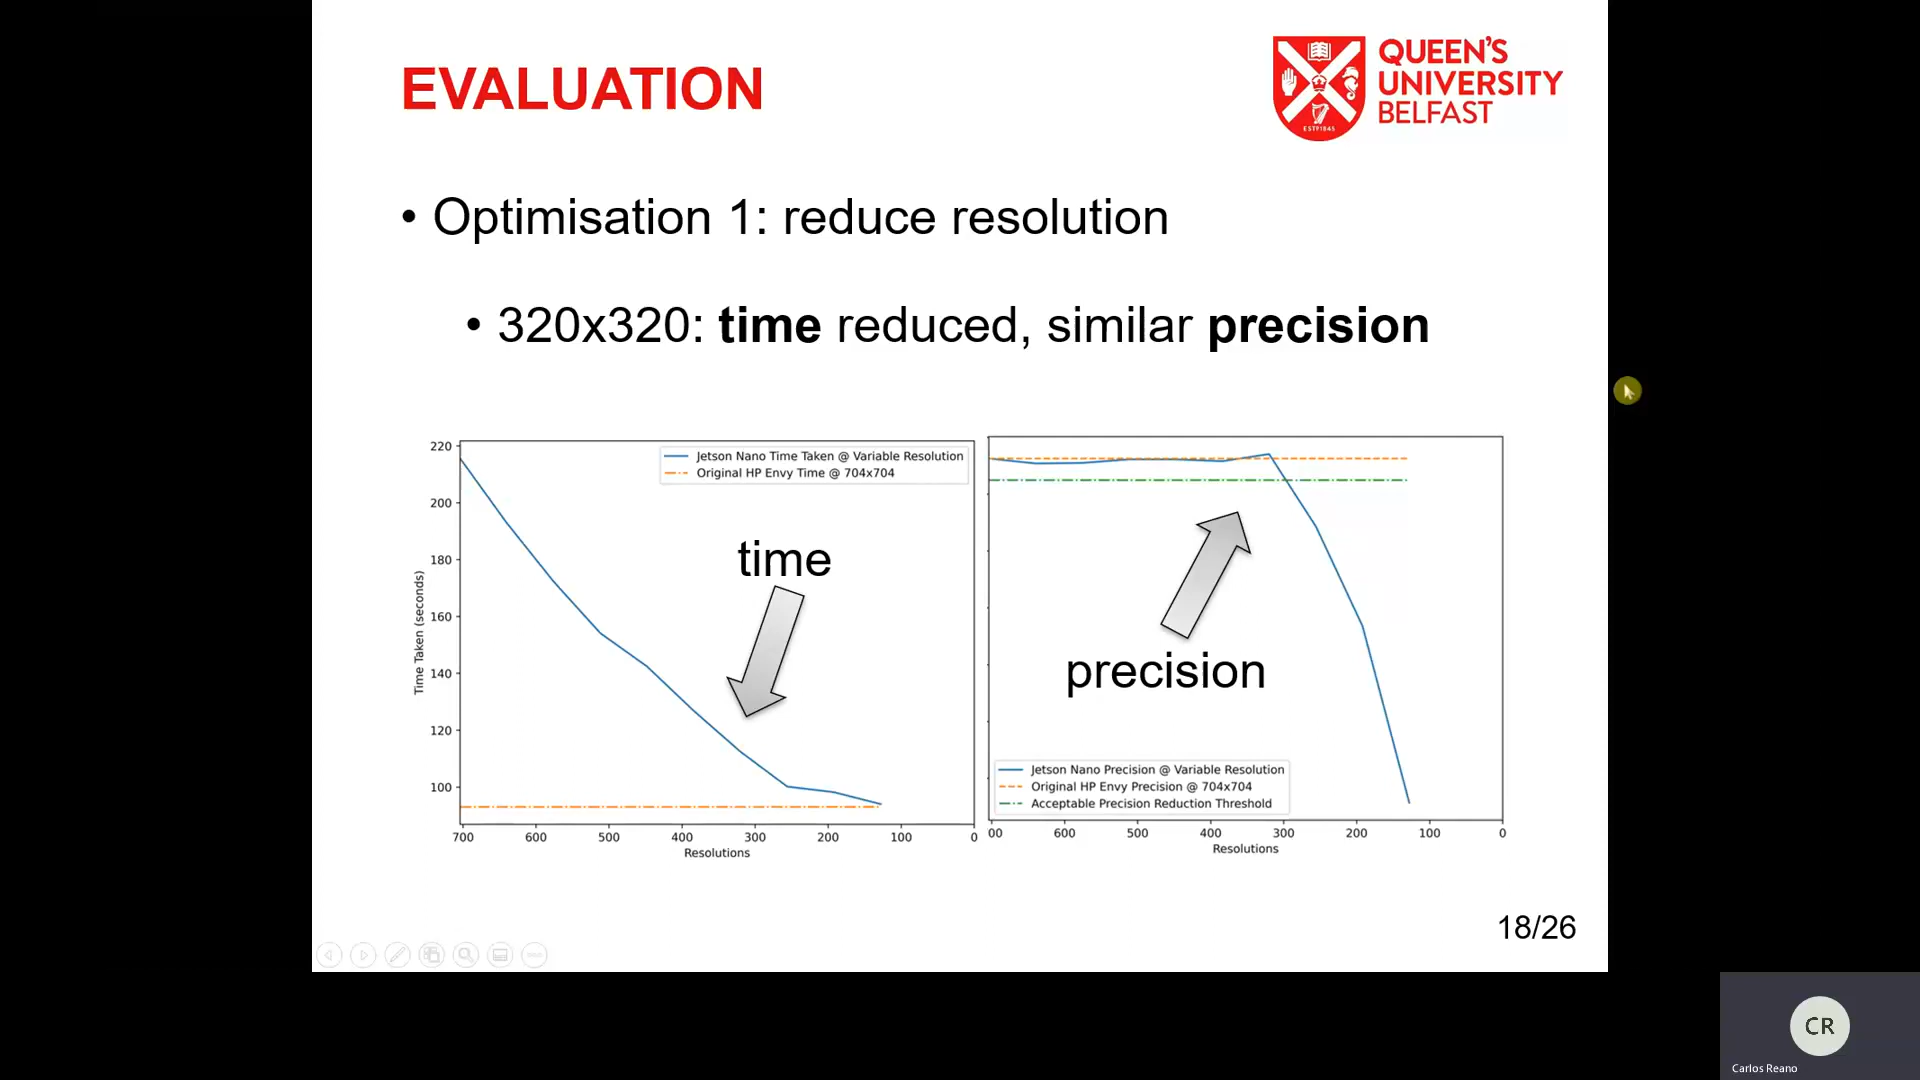 EVALUATION
QUEEN'S
UNIVERSITY
BELFAST
ESTD1845
• Optimisation 1: reduce resolution
• 320x320: time reduced, similar precision
220
200
180
160
140
120
100
Time Taken (seconds)
Jetson Nano Time Taken @ Variable Resolution
Original HP Envy Time @ 704x704
time
700 600 500 400 300 200 100 0
Resolutions
precision
Jetson Nano Precision @ Variable Resolution
Original HP Envy Precision @ 704x704
Acceptable Precision Reduction Threshold
00 600 500 400 300 200 100 0
Resolutions
18/26
CR
Carlos Reano